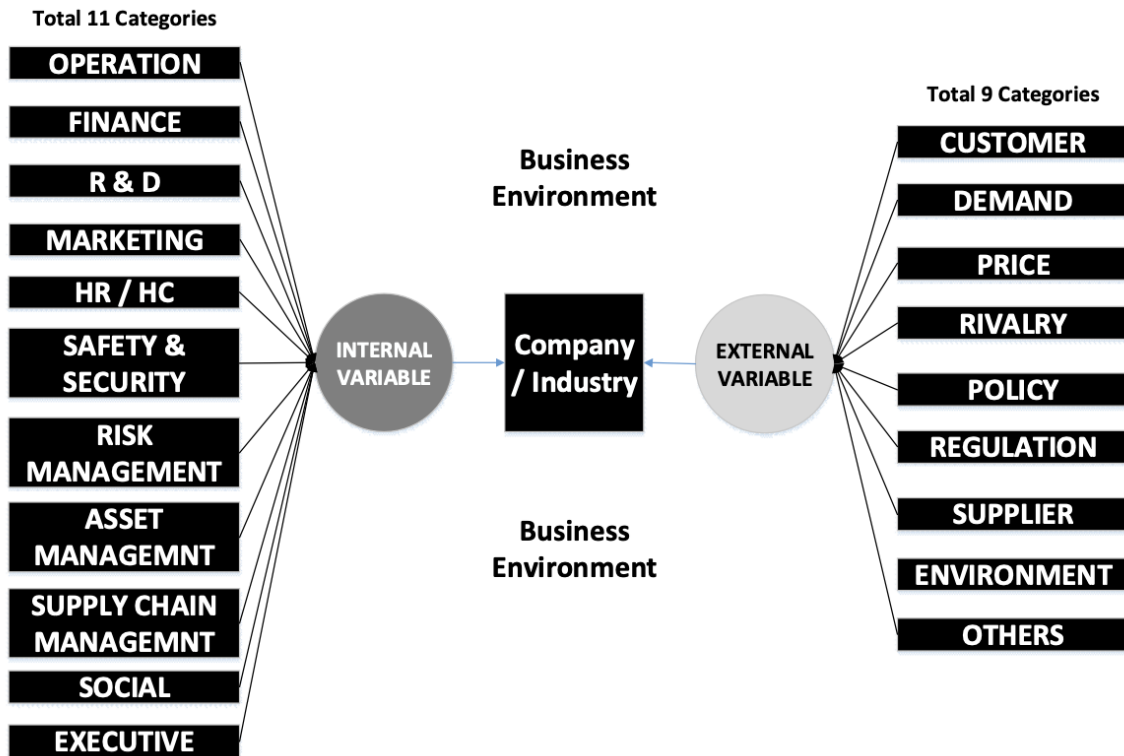 Total 11 Categories
OPERATION
FINANCE
R & D
MARKETING
HR / HC
SAFETY &
SECURITY
RISK
MANAGEMENT
ASSET
MANAGEMNT
SUPPLY CHAIN
MANAGEMNT
SOCIAL
EXECUTIVE
INTERNAL
VARIABLE
Business
Environment
Company
/ Industry
Business
Environment
EXTERNAL
VARIABLE
Total 9 Categories
CUSTOMER
DEMAND
PRICE
RIVALRY
POLICY
REGULATION
SUPPLIER
ENVIRONMENT
OTHERS